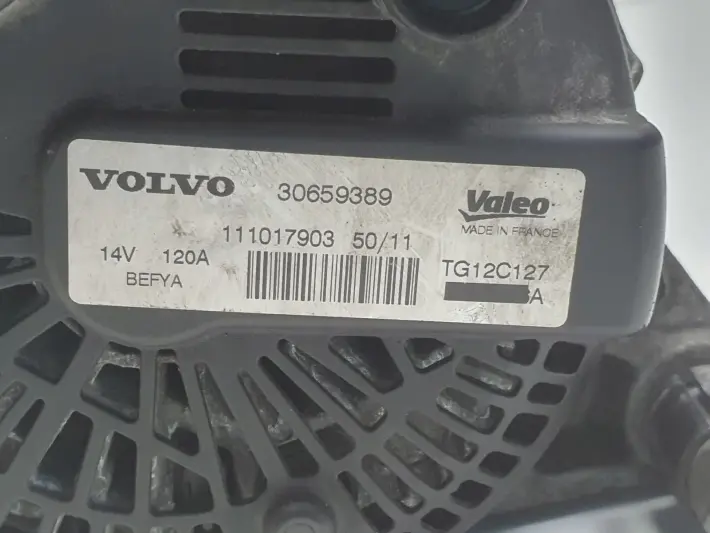 VOLVO 30659389 Valeo
MADE IN FRANCE
111017903 50/11
14V 120A TG12C127
BEFYA